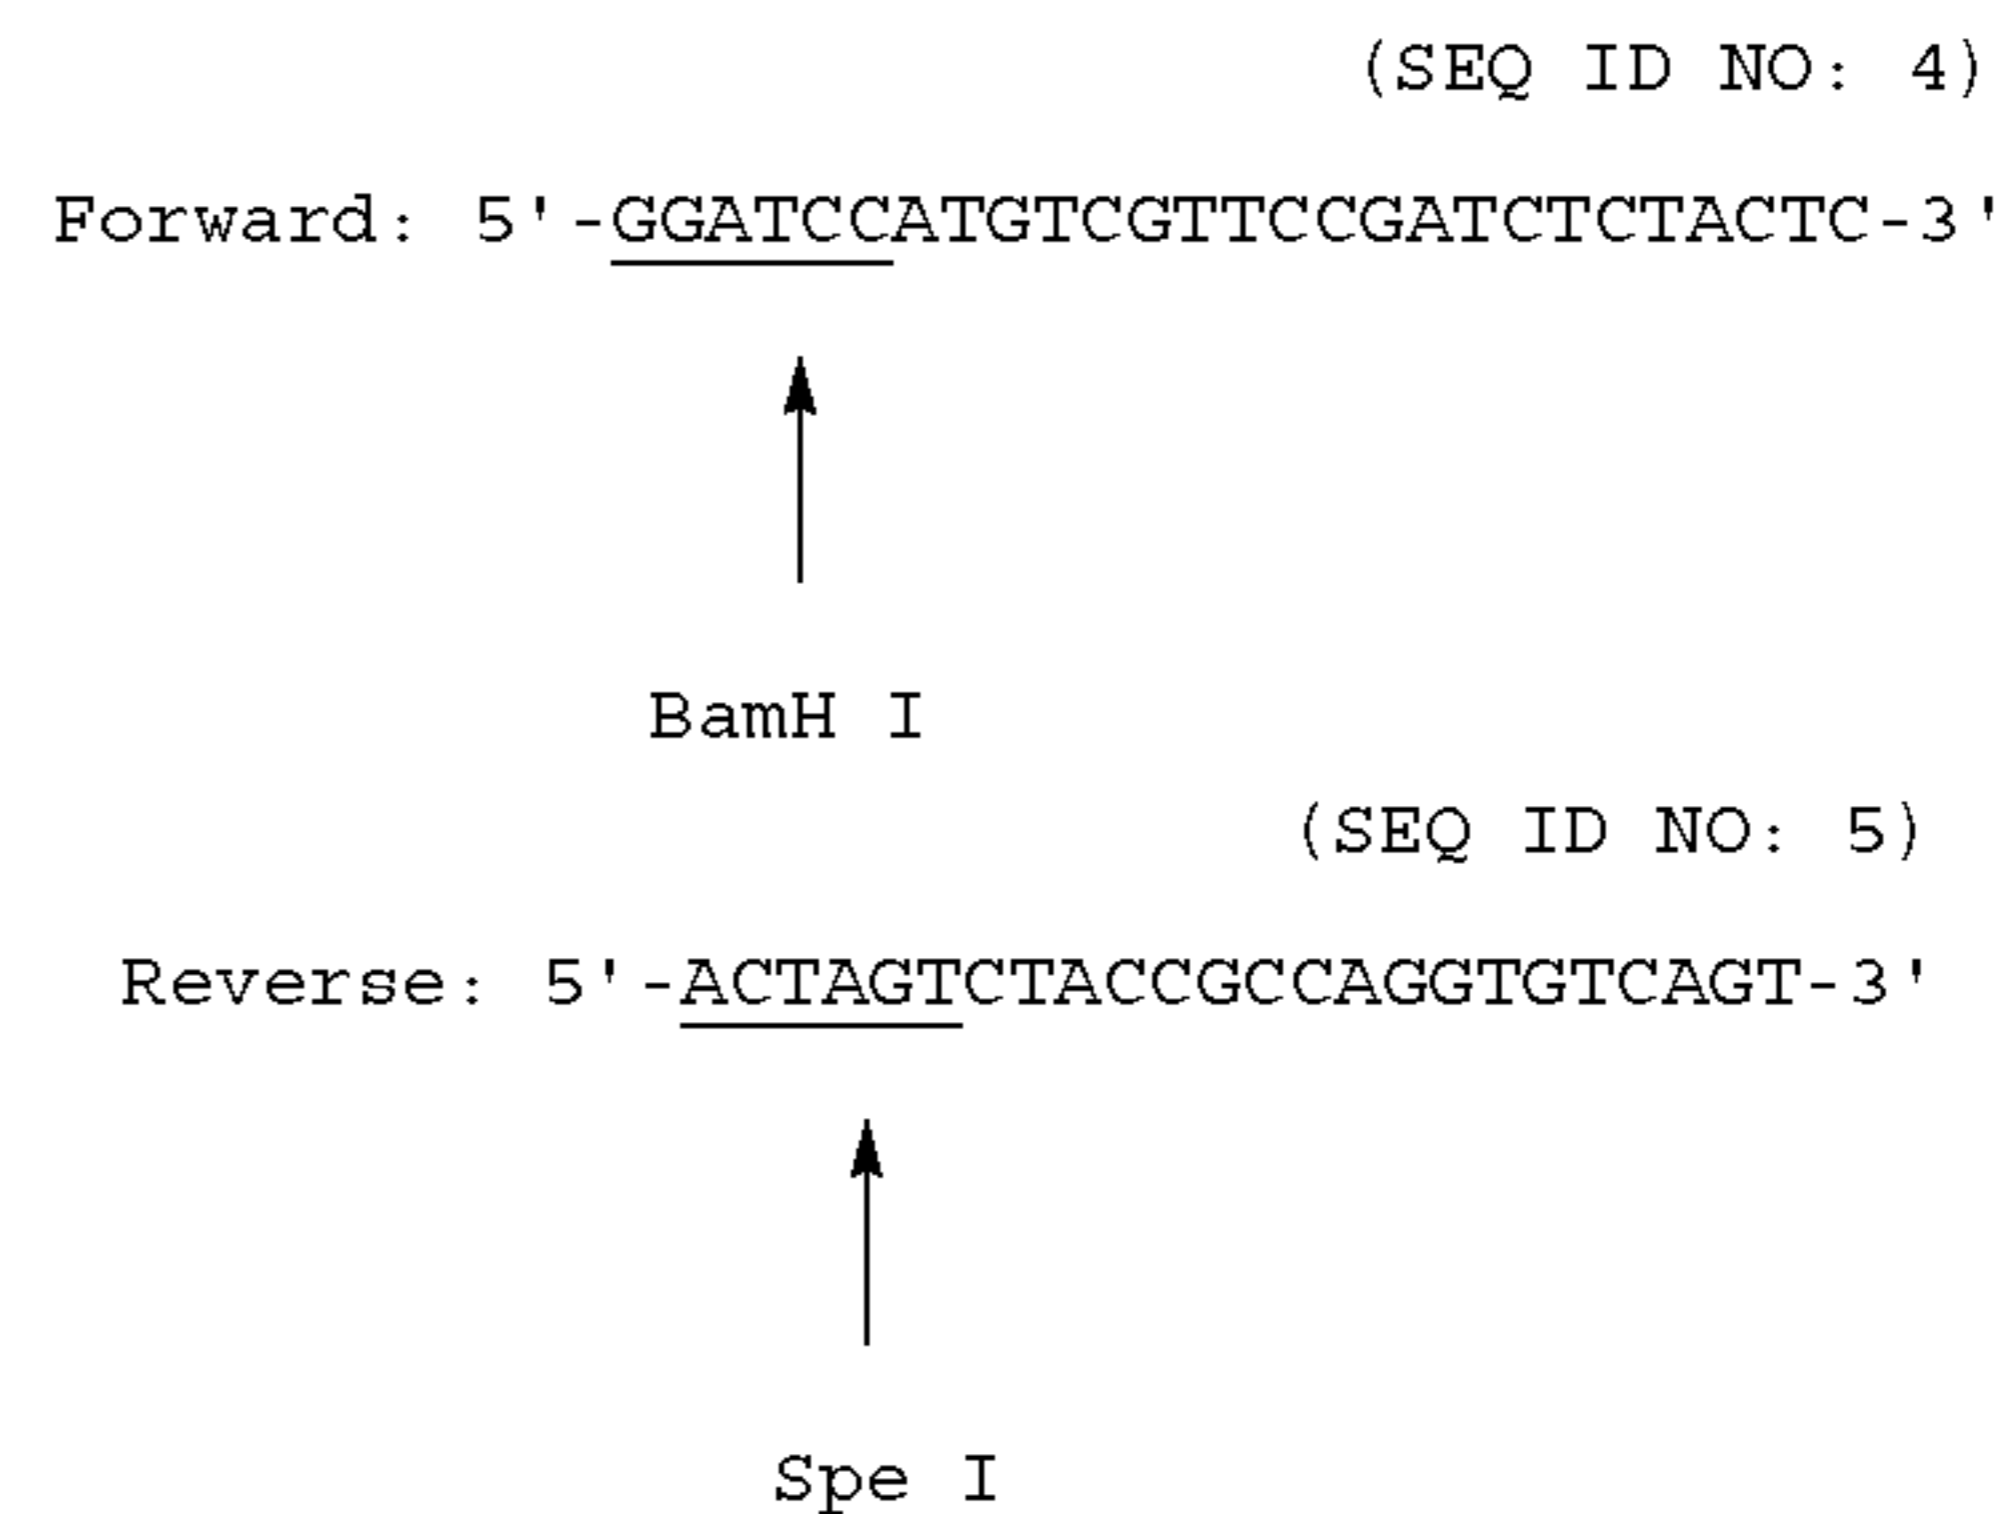 (SEQ ID NO: 4)
Forward: 5'-GGATCCATGTCGTTCCGATCTCTACTC-3'
BamH I
(SEQ ID NO: 5)
Reverse: 5'-ACTAGTCTACCGCCAGGTGTCAGT-3'
Spe I